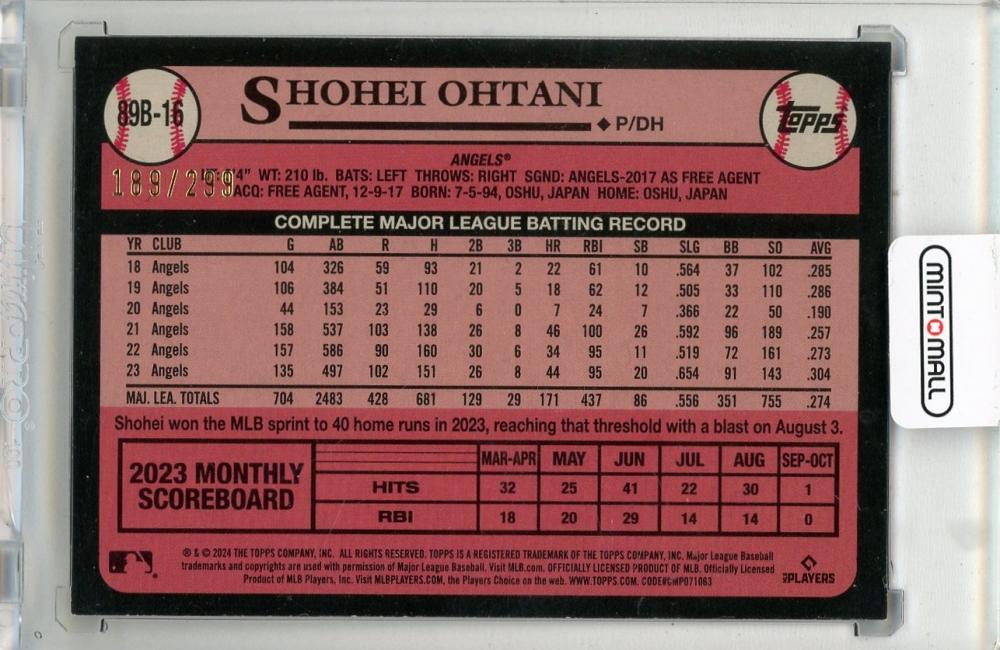 SHOHEI OHTANI
89B-16
P/DH
topps
ANGELS®
189/299
4" WT: 210 lb. BATS: LEFT THROWS: RIGHT SGND: ANGELS-2017 AS FREE AGENT
ACQ: FREE AGENT, 12-9-17 BORN: 7-5-94, OSHU, JAPAN HOME: OSHU, JAPAN
COMPLETE MAJOR LEAGUE BATTING RECORD
YR CLUB G AB R H 2B 3B HR RBI SB SLG BB SO AVG
18 Angels 104 326 59 93 21 2 22 61 10 .564 37 102 .285
19 Angels 106 384 51 110 20 5 18 62 12 .505 33 110 .286
20 Angels 44 153 23 29 6 0 7 24 7 .366 22 50 .190
21 Angels 158 537 103 138 26 8 46 100 26 .592 96 189 .257
22 Angels 157 586 90 160 30 6 34 95 11 .519 72 161 .273
23 Angels 135 497 102 151 26 8 44 95 20 .654 91 143 .304
MAJ. LEA. TOTALS 704 2483 428 681 129 29 171 437 86 .556 351 755 .274
Shohei won the MLB sprint to 40 home runs in 2023, reaching that threshold with a blast on August 3.
2023 MONTHLY
SCOREBOARD
MAR-APR MAY JUN JUL AUG SEP-OCT
HITS 32 25 41 22 30 1
RBI 18 20 29 14 14 0
® & © 2024 THE TOPPS COMPANY, INC. ALL RIGHTS RESERVED. TOPPS IS A REGISTERED TRADEMARK OF THE TOPPS COMPANY, INC. Major League Baseball
trademarks and copyrights are used with permission of Major League Baseball. Visit MLB.com. OFFICIALLY LICENSED PRODUCT OF MLB. Officially Licensed
Product of MLB Players, Inc. Visit MLBPLAYERS.COM, the Players Choice on the web. WWW.TOPPS.COM. CODE#CMP071063
PLAYERS
MINTOMALL